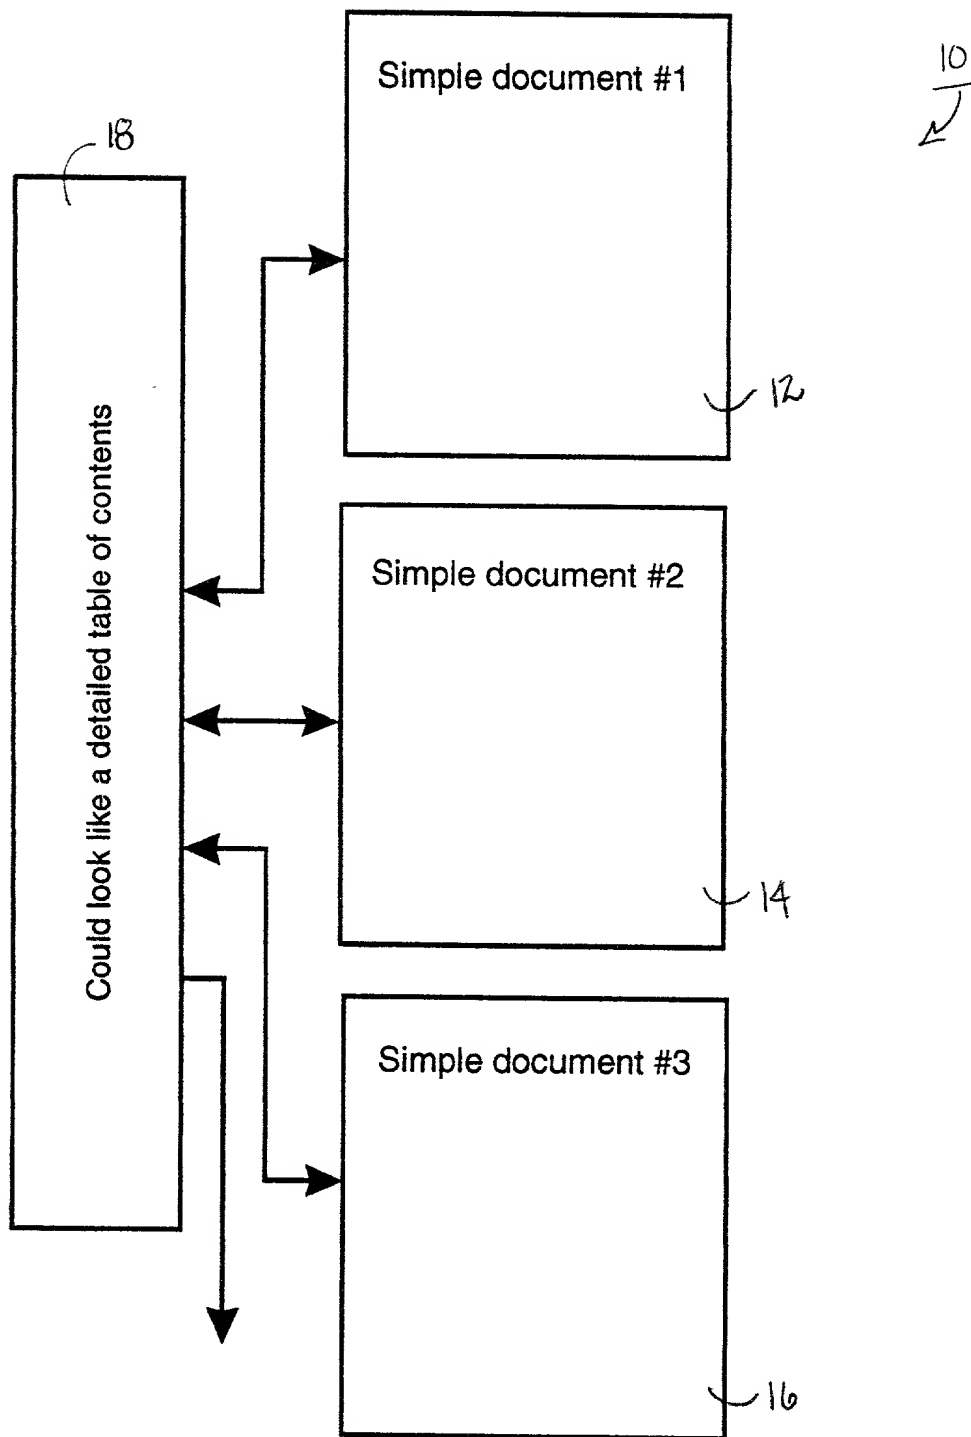 Simple document #1
10
18
12
Could look like a detailed table of contents
Simple document #2
14
Simple document #3
16